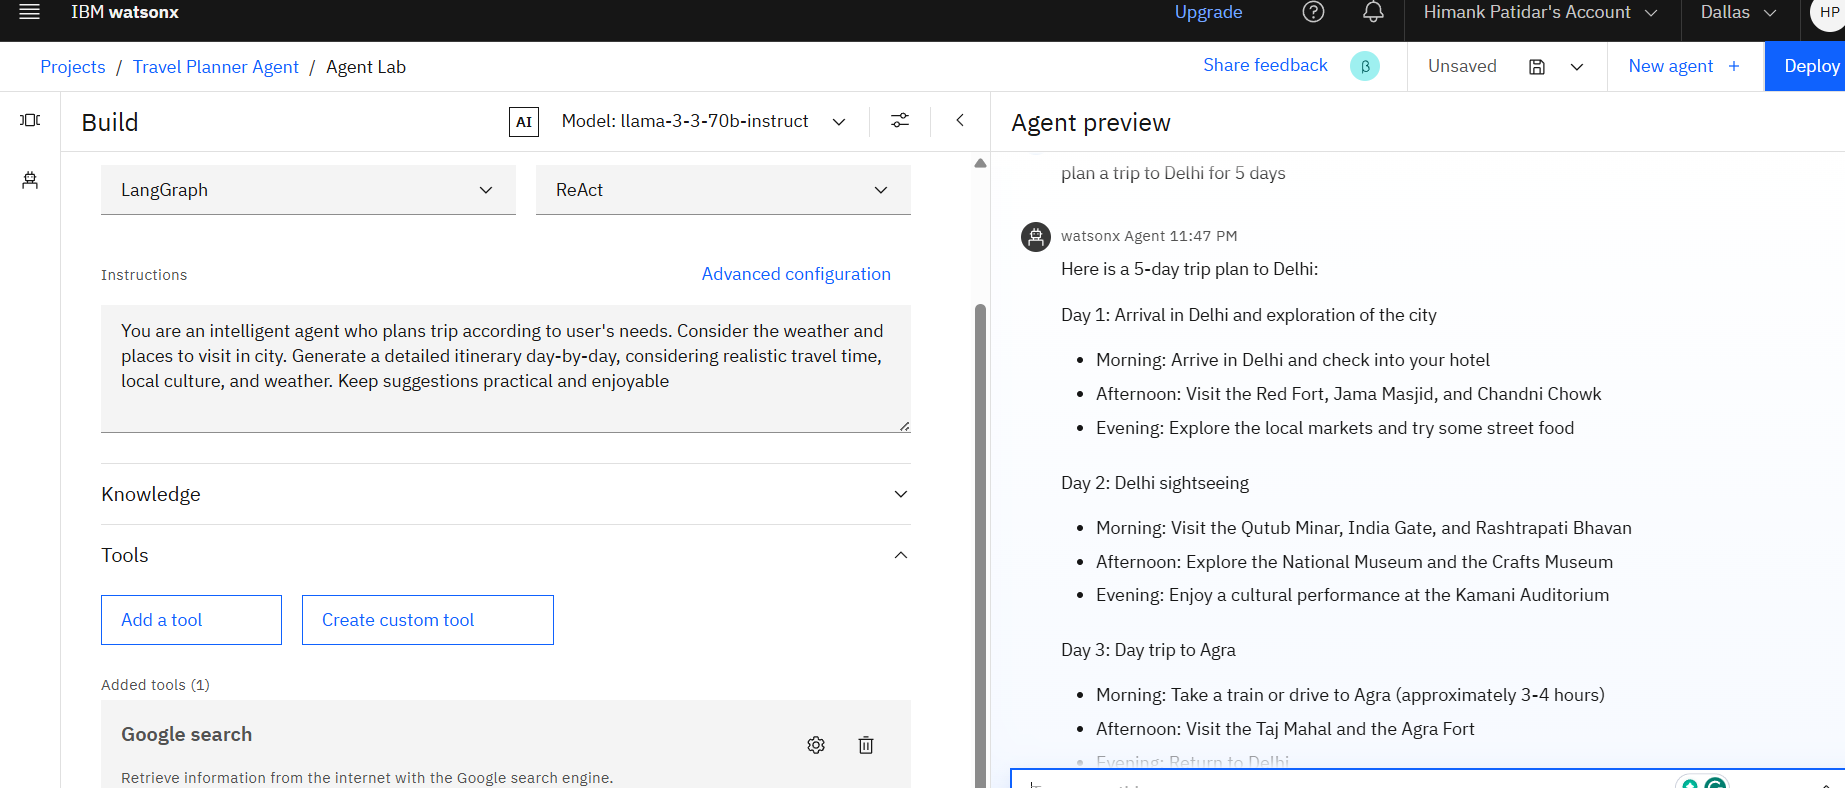 IBM watsonx
Upgrade
Himank Patidar's Account
Dallas
HP
Projects / Travel Planner Agent / Agent Lab
Share feedback
β
Unsaved
New agent +
Deploy
Build
AI
Model: llama-3-3-70b-instruct
Agent preview
LangGraph
ReAct
Instructions
Advanced configuration
You are an intelligent agent who plans trip according to user's needs. Consider the weather and
places to visit in city. Generate a detailed itinerary day-by-day, considering realistic travel time,
local culture, and weather. Keep suggestions practical and enjoyable
Knowledge
Tools
Add a tool
Create custom tool
Added tools (1)
Google search
Retrieve information from the internet with the Google search engine.
plan a trip to Delhi for 5 days
watsonx Agent 11:47 PM
Here is a 5-day trip plan to Delhi:
Day 1: Arrival in Delhi and exploration of the city
• Morning: Arrive in Delhi and check into your hotel
• Afternoon: Visit the Red Fort, Jama Masjid, and Chandni Chowk
• Evening: Explore the local markets and try some street food
Day 2: Delhi sightseeing
• Morning: Visit the Qutub Minar, India Gate, and Rashtrapati Bhavan
• Afternoon: Explore the National Museum and the Crafts Museum
• Evening: Enjoy a cultural performance at the Kamani Auditorium
Day 3: Day trip to Agra
• Morning: Take a train or drive to Agra (approximately 3-4 hours)
• Afternoon: Visit the Taj Mahal and the Agra Fort
• Evening: Return to Delhi